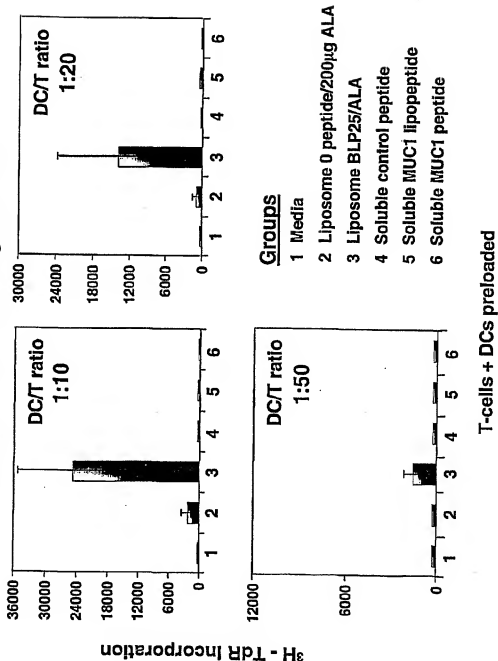 DC/T ratio
1:10
36000
30000
24000
18000
12000
6000
0
1 2 3 4 5 6
DC/T ratio
1:20
30000
24000
18000
12000
6000
0
1 2 3 4 5 6
DC/T ratio
1:50
12000
6000
0
1 2 3 4 5 6
³H - TdR Incorporation
T-cells + DCs preloaded
Groups
1 Media
2 Liposome 0 peptide/200µg ALA
3 Liposome BLP25/ALA
4 Soluble control peptide
5 Soluble MUC1 lipopeptide
6 Soluble MUC1 peptide